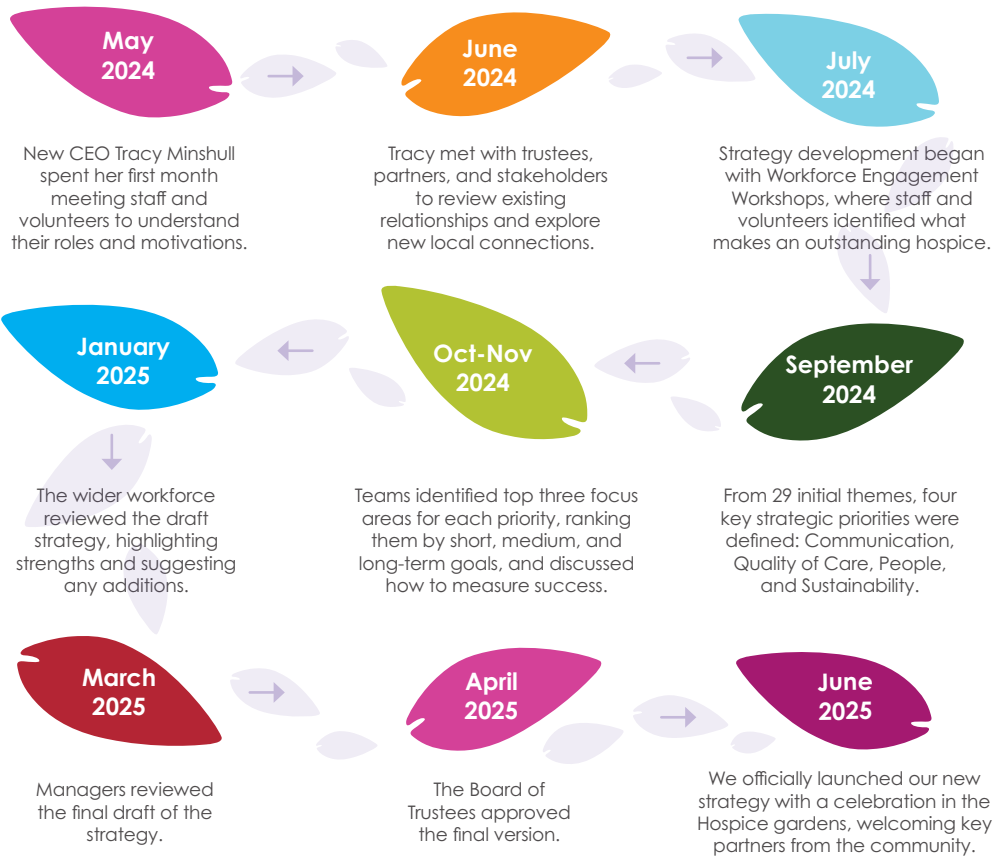 May
2024
New CEO Tracy Minshull
spent her first month
meeting staff and
volunteers to understand
their roles and motivations.
June
2024
Tracy met with trustees,
partners, and stakeholders
to review existing
relationships and explore
new local connections.
July
2024
Strategy development began
with Workforce Engagement
Workshops, where staff and
volunteers identified what
makes an outstanding hospice.
September
2024
From 29 initial themes, four
key strategic priorities were
defined: Communication,
Quality of Care, People,
and Sustainability.
Oct-Nov
2024
Teams identified top three focus
areas for each priority, ranking
them by short, medium, and
long-term goals, and discussed
how to measure success.
January
2025
The wider workforce
reviewed the draft
strategy, highlighting
strengths and suggesting
any additions.
March
2025
Managers reviewed
the final draft of the
strategy.
April
2025
The Board of
Trustees approved
the final version.
June
2025
We officially launched our new
strategy with a celebration in the
Hospice gardens, welcoming key
partners from the community.